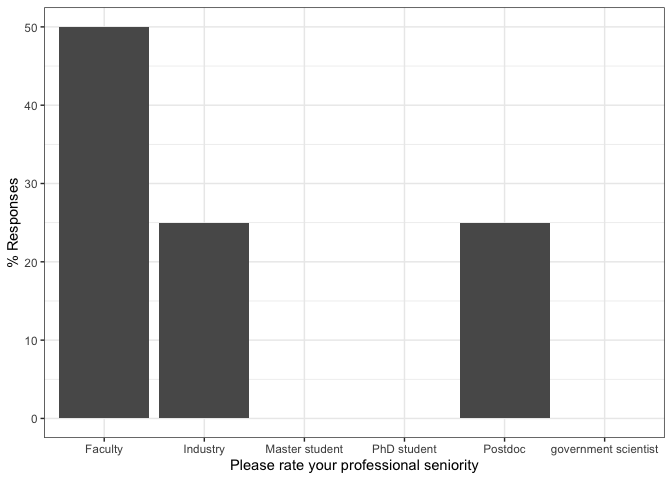 50
40
30
20
10
0
% Responses
Faculty Industry Master student PhD student Postdoc government scientist
Please rate your professional seniority